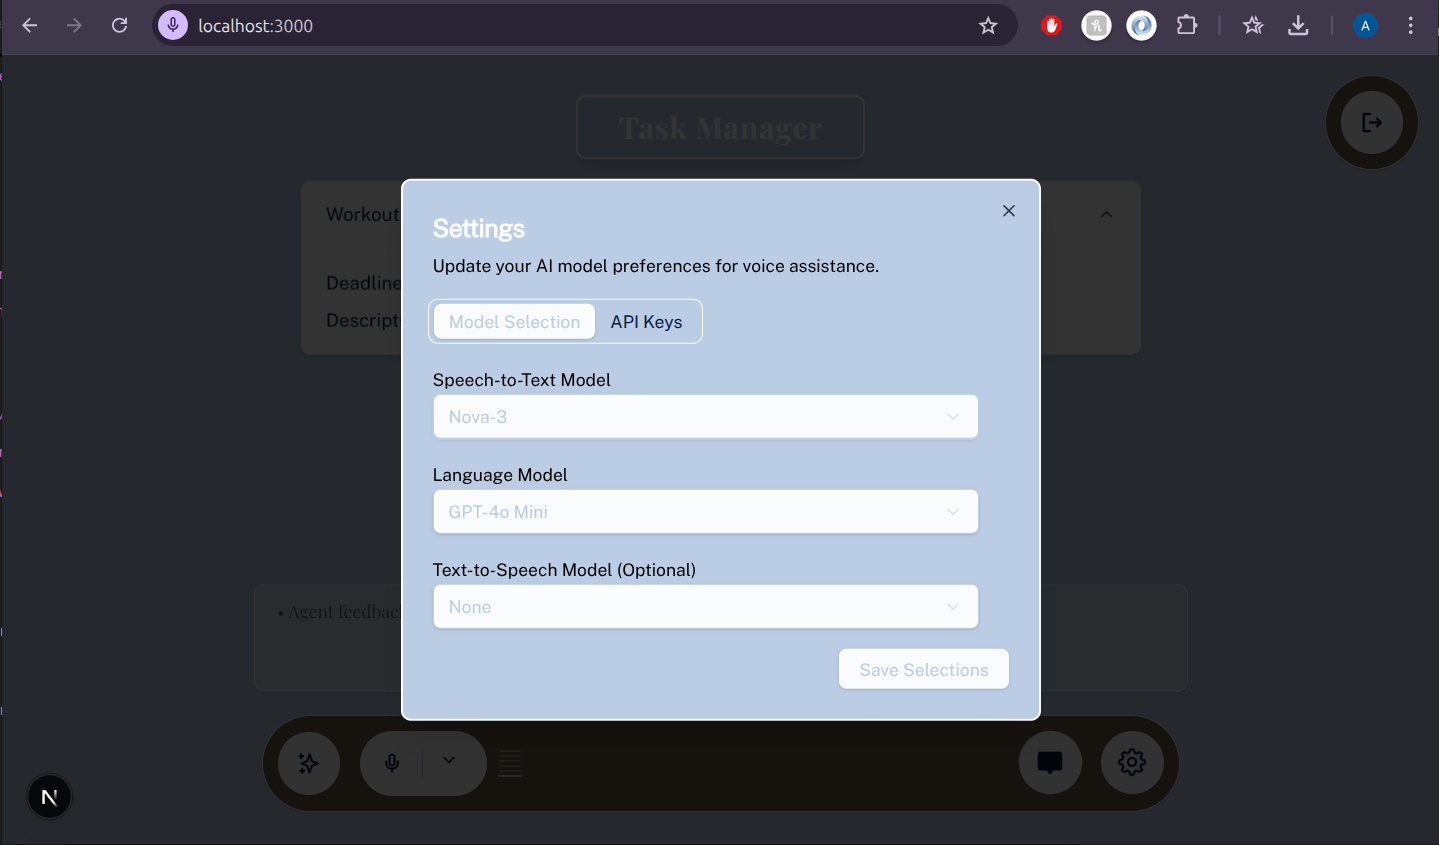 localhost:3000
A
Task Manager
Workout
Deadline
Descript
Settings
Update your AI model preferences for voice assistance.
Model Selection API Keys
Speech-to-Text Model
Nova-3
Language Model
GPT-4o Mini
Text-to-Speech Model (Optional)
None
Save Selections
• Agent feedbac
N